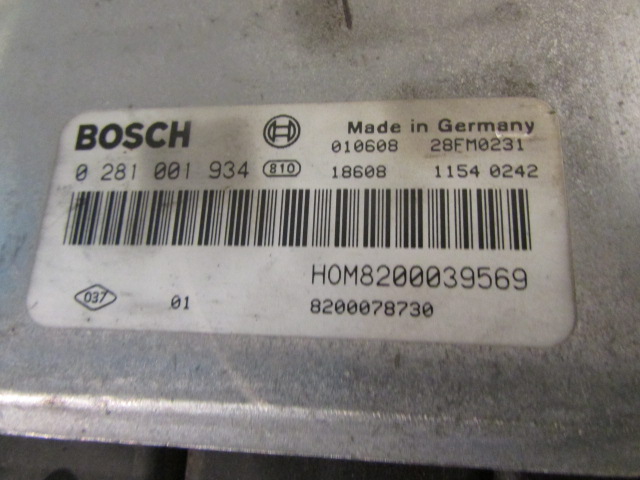 BOSCH Made in Germany
010608 28FM0231
0 281 001 934 810 18608 1154 0242
HOM8200039569
037 01 8200078730